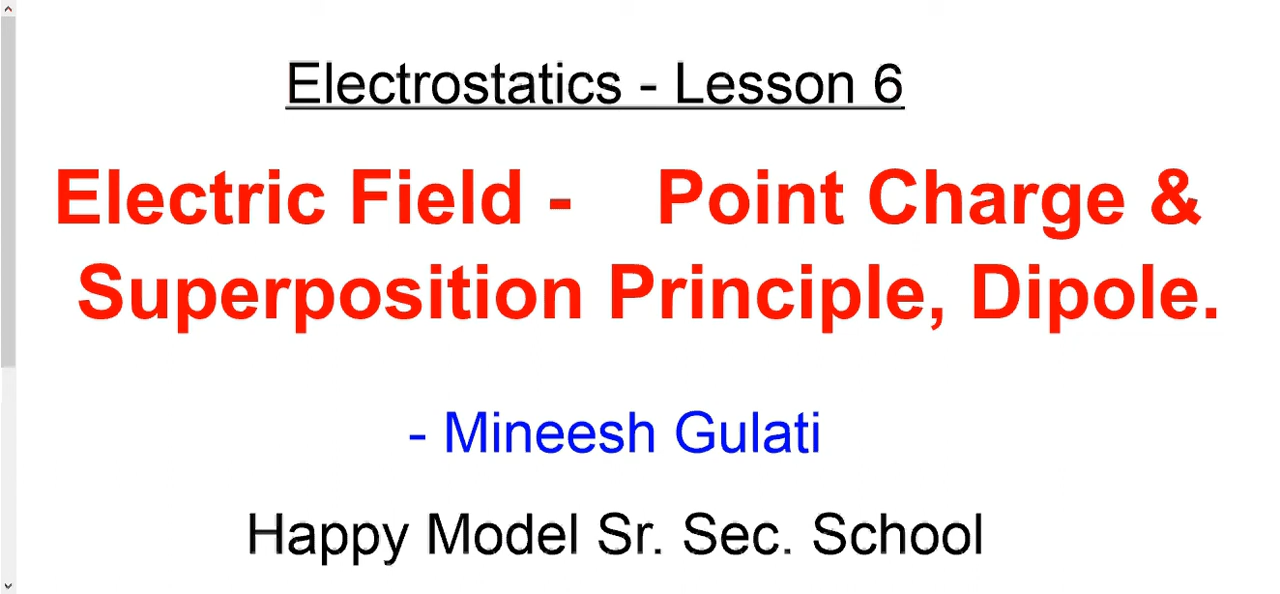 Electrostatics - Lesson 6
Electric Field - Point Charge &
Superposition Principle, Dipole.
- Mineesh Gulati
Happy Model Sr. Sec. School